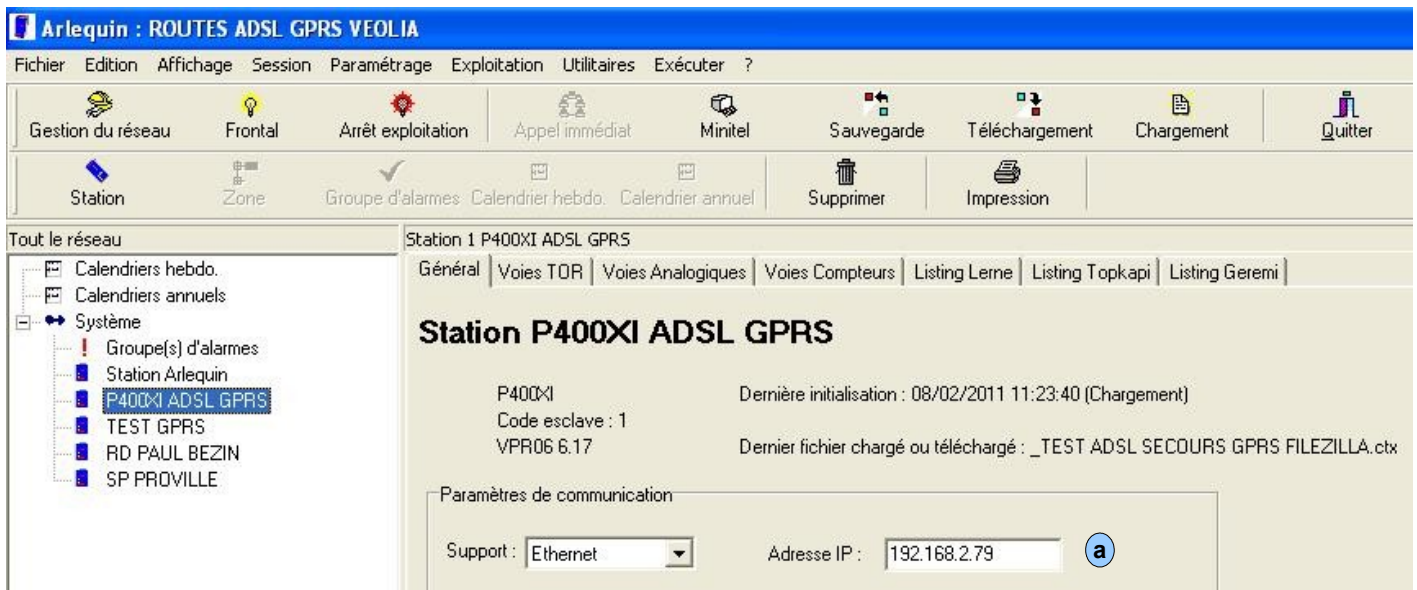 Arlequin : ROUTES ADSL GPRS VEOLIA
Fichier Edition Affichage Session Paramétrage Exploitation Utilitaires Exécuter ?
Gestion du réseau Frontal Arrêt exploitation Appel immédiat Minitel Sauvegarde Téléchargement Chargement Quitter
Station Zone Groupe d'alarmes Calendrier hebdo. Calendrier annuel Supprimer Impression
Tout le réseau
Calendriers hebdo.
Calendriers annuels
Système
Groupe(s) d'alarmes
Station Arlequin
P400XI ADSL GPRS
TEST GPRS
RD PAUL BEZIN
SP PROVILLE
Station 1 P400XI ADSL GPRS
Général Voies TOR Voies Analogiques Voies Compteurs Listing Lerne Listing Topkapi Listing Geremi
Station P400XI ADSL GPRS
P400XI Dernière initialisation : 08/02/2011 11:23:40 (Chargement)
Code esclave : 1
VPR06 6.17 Dernier fichier chargé ou téléchargé : _TEST ADSL SECOURS GPRS FILEZILLA.ctx
Paramètres de communication
Support : Ethernet Adresse IP : 192.168.2.79 a